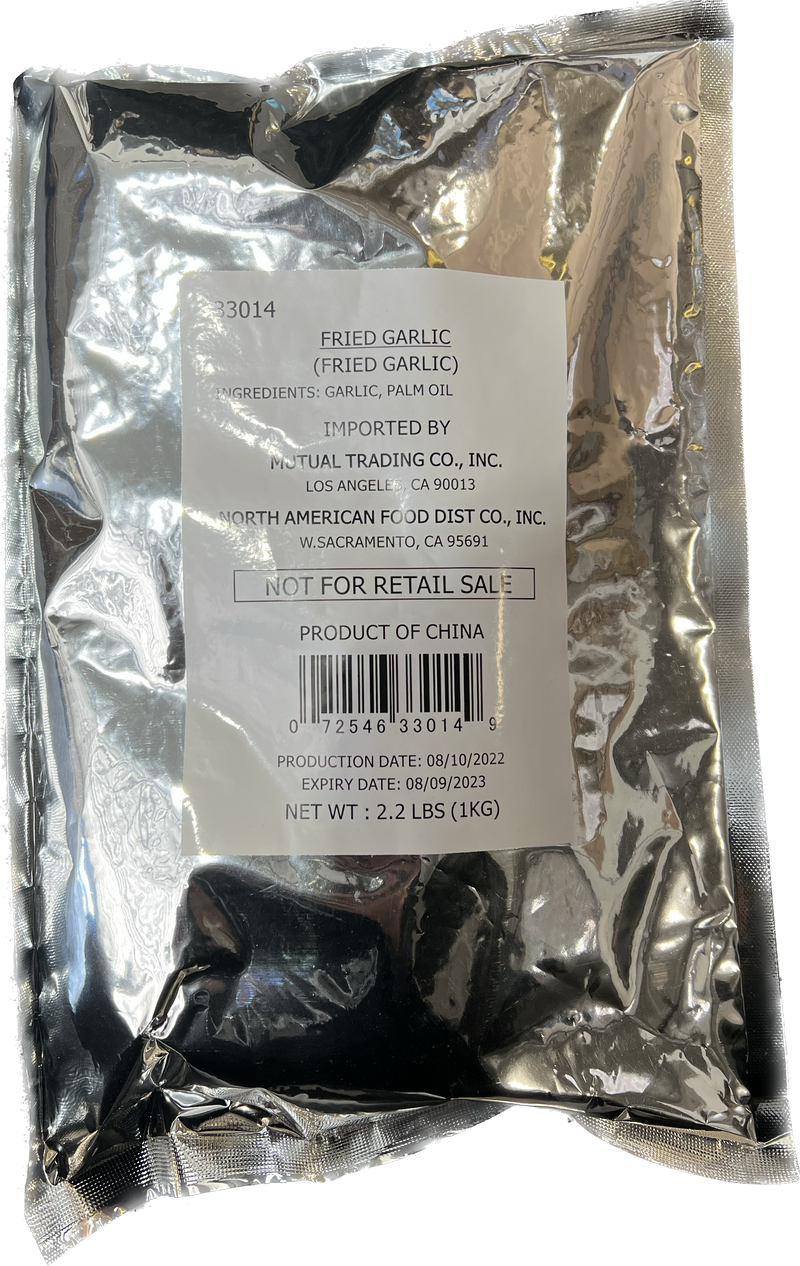 33014
FRIED GARLIC
(FRIED GARLIC)
INGREDIENTS: GARLIC, PALM OIL
IMPORTED BY
MUTUAL TRADING CO., INC.
LOS ANGELES, CA 90013
NORTH AMERICAN FOOD DIST CO., INC.
W.SACRAMENTO, CA 95691
NOT FOR RETAIL SALE
PRODUCT OF CHINA
0 72546 33014 9
PRODUCTION DATE: 08/10/2022
EXPIRY DATE: 08/09/2023
NET WT : 2.2 LBS (1KG)